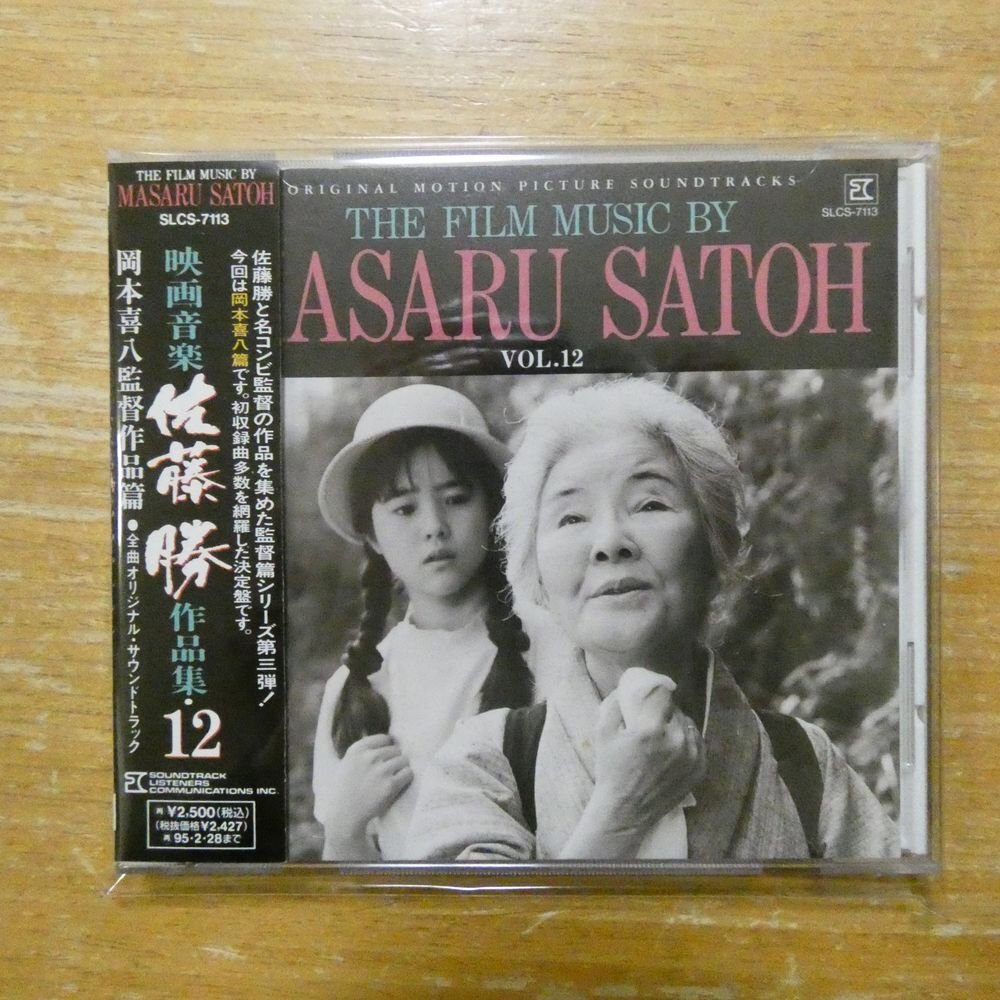 THE FILM MUSIC BY
MASARU SATOH
SLCS-7113
佐藤勝と名コンビ監督の作品を集めた監督篇シリーズ第三弾!
今回は岡本喜八篇です。初収録曲多数を網羅した決定盤です。
映画音楽 佐藤勝 作品集・12
岡本喜八監督作品篇・全曲オリジナル・サウンドトラック
SOUNDTRACK
LISTENERS
COMMUNICATIONS INC.
再 ¥2,500(税込)
(税抜価格¥2,427)
再 95・2・28まで
ORIGINAL MOTION PICTURE SOUNDTRACKS
SLCS-7113
THE FILM MUSIC BY
ASARU SATOH
VOL.12